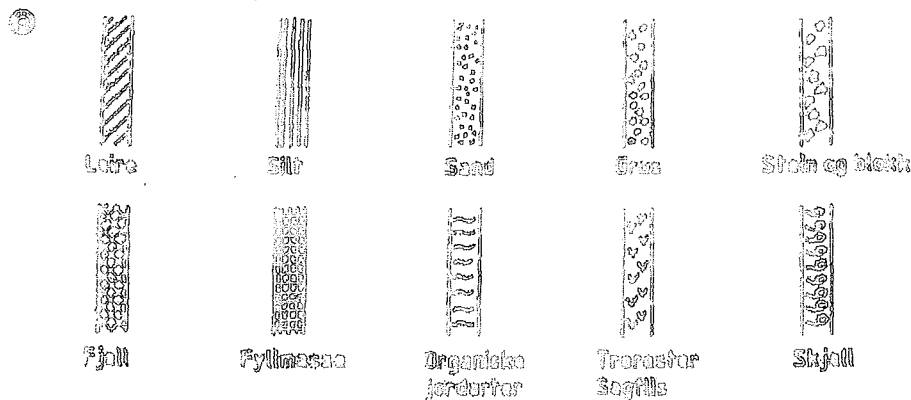 Leire
Silt
Sand
Grus
Stein og blokk
Fjell
Fyllmasse
Organiske
jordarter
Trerester
Sagflis
Skjell